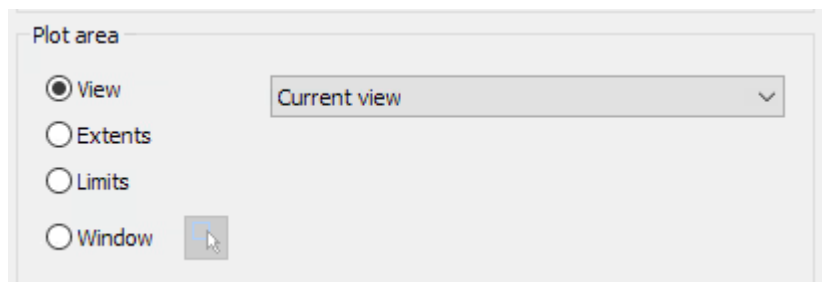 Plot area
View
Current view
Extents
Limits
Window